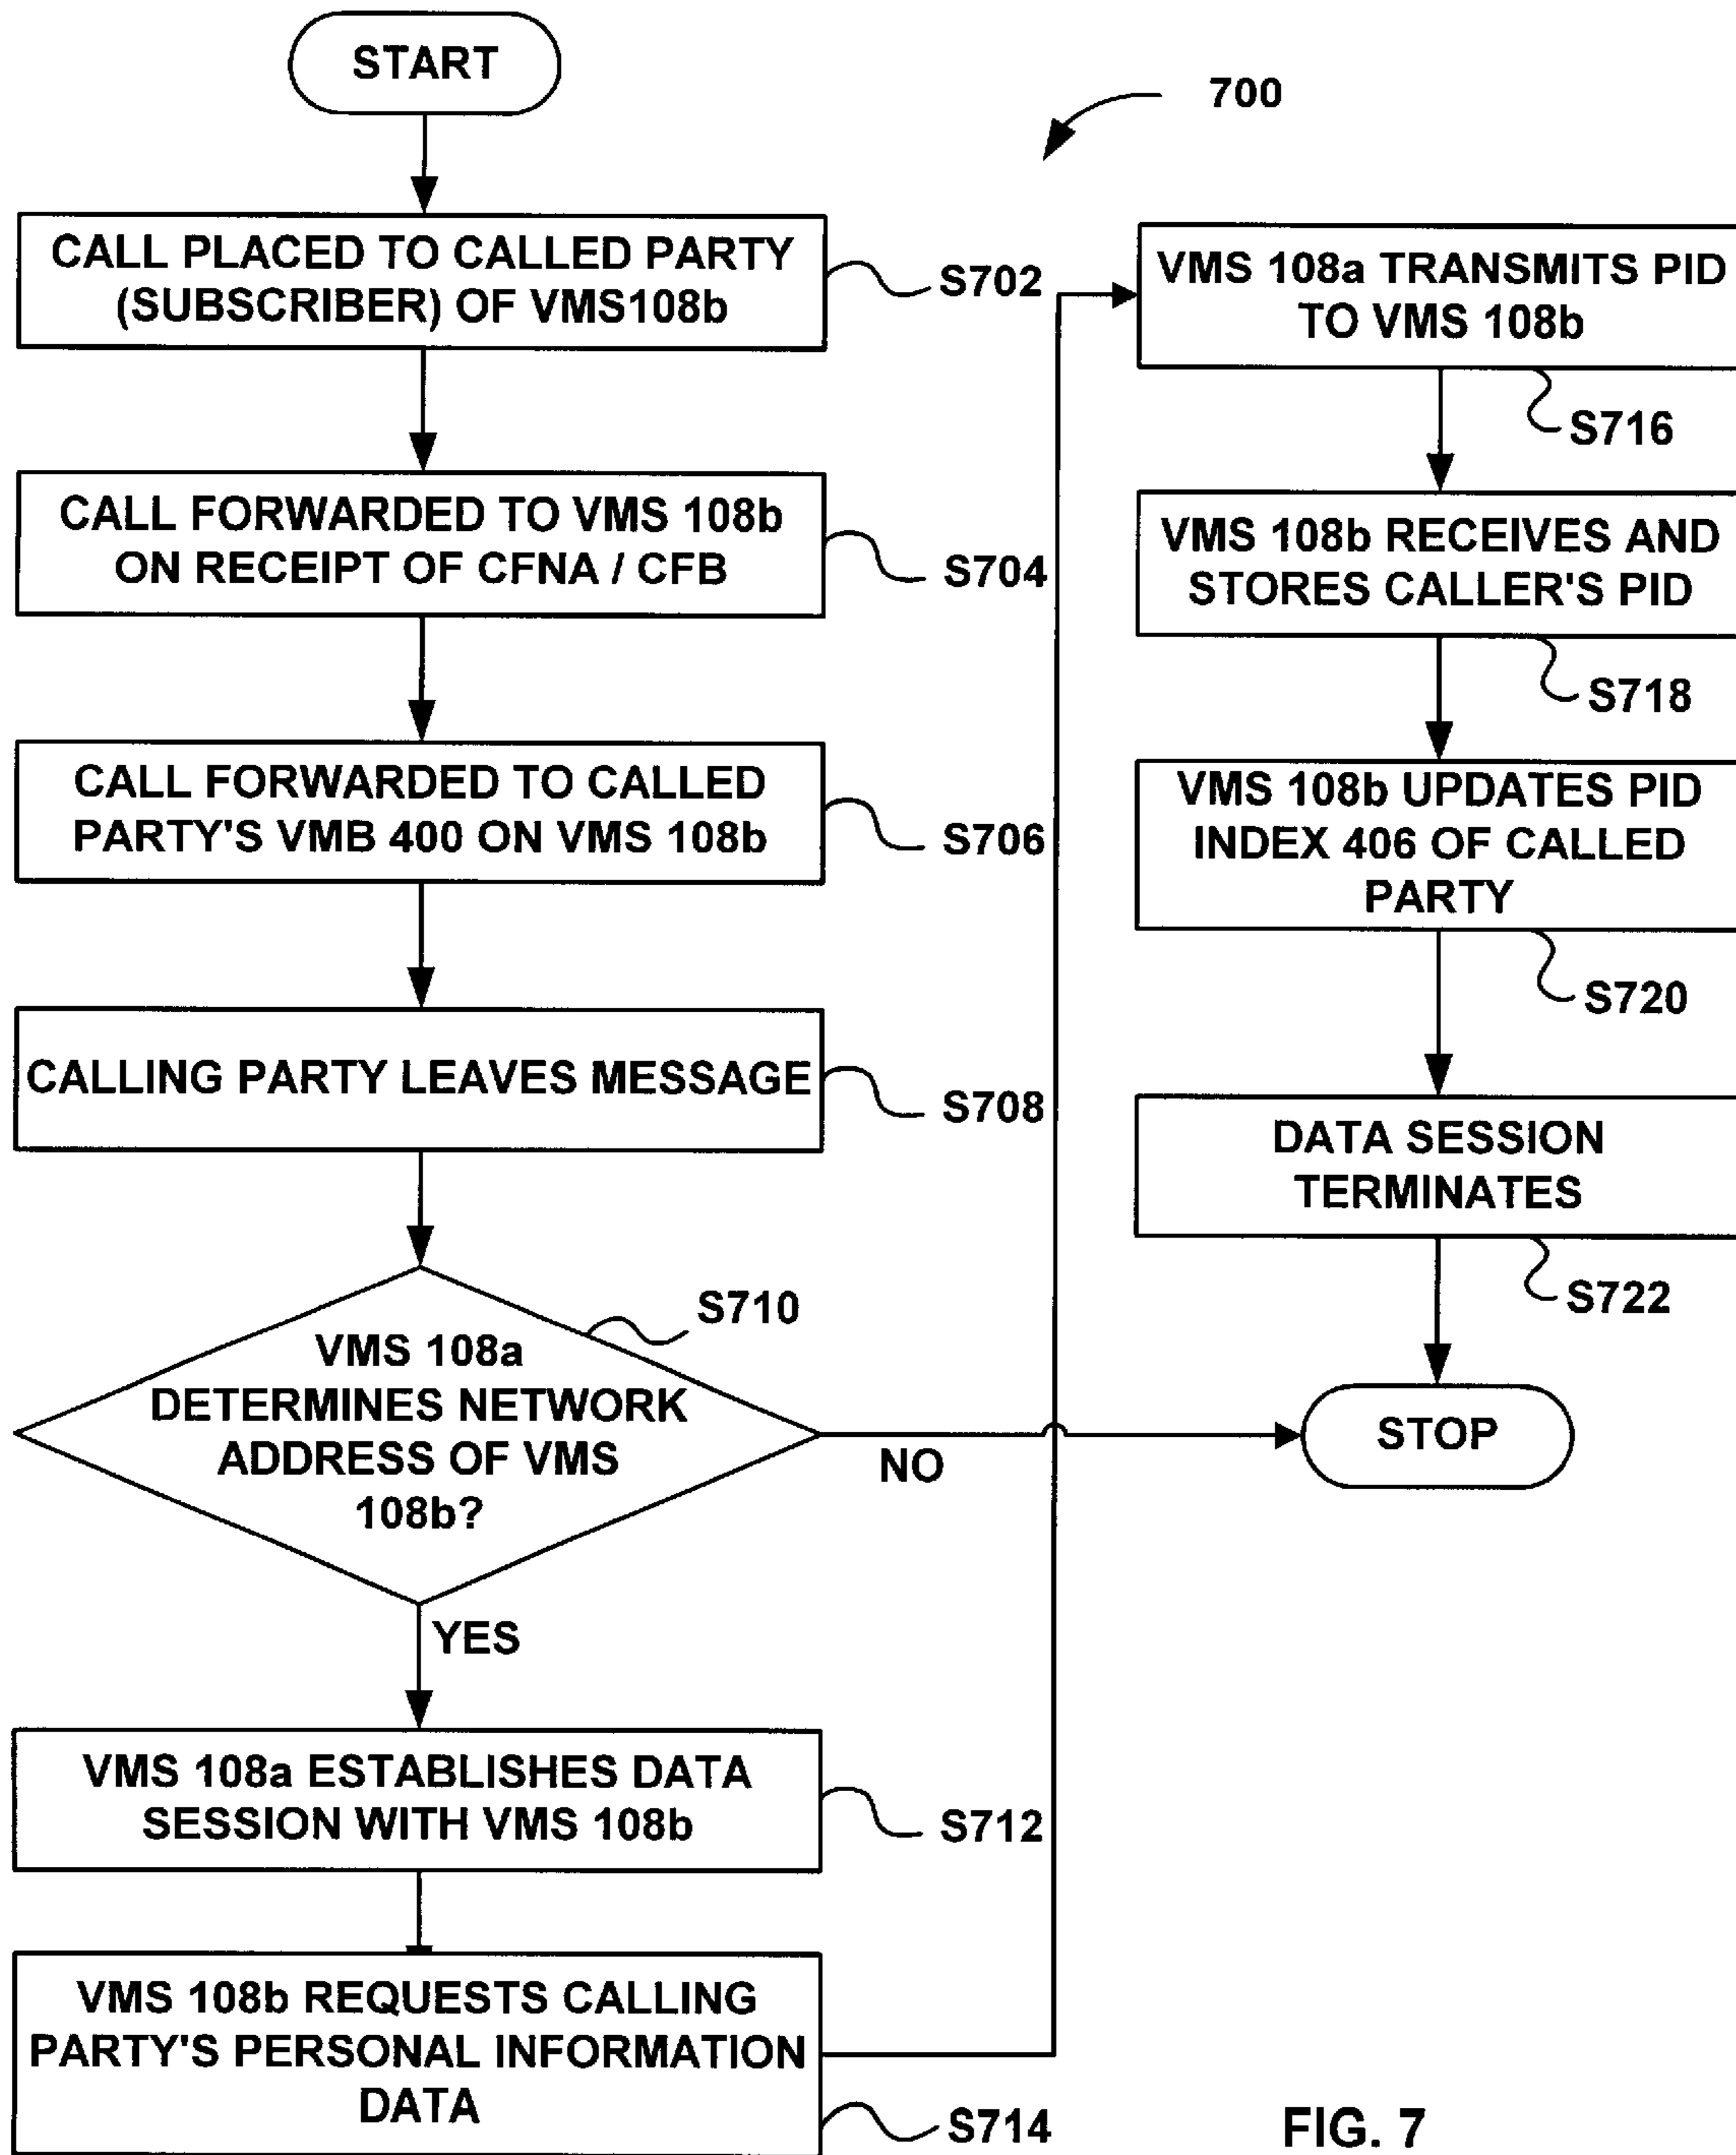 START
700
CALL PLACED TO CALLED PARTY
(SUBSCRIBER) OF VMS108b
S702
CALL FORWARDED TO VMS 108b
ON RECEIPT OF CFNA / CFB
S704
CALL FORWARDED TO CALLED
PARTY'S VMB 400 ON VMS 108b
S706
CALLING PARTY LEAVES MESSAGE
S708
VMS 108a
DETERMINES NETWORK
ADDRESS OF VMS
108b?
S710
NO
YES
VMS 108a ESTABLISHES DATA
SESSION WITH VMS 108b
S712
VMS 108b REQUESTS CALLING
PARTY'S PERSONAL INFORMATION
DATA
S714
VMS 108a TRANSMITS PID
TO VMS 108b
S716
VMS 108b RECEIVES AND
STORES CALLER'S PID
S718
VMS 108b UPDATES PID
INDEX 406 OF CALLED
PARTY
S720
DATA SESSION
TERMINATES
S722
STOP
FIG. 7